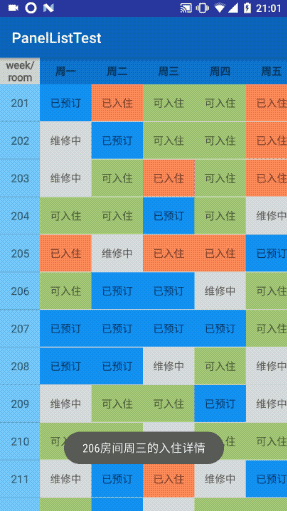 21:01
PanelListTest
week/
room 周一 周二 周三 周四 周五
201 已预订 已入住 可入住 可入住 已入住
202 维修中 已预订 可入住 可入住 已入住
203 维修中 可入住 已入住 可入住 已入住
204 可入住 可入住 已预订 可入住 维修中
205 已入住 维修中 已入住 已入住 已预订
206 可入住 已预订 已预订 维修中 可入住
207 已预订 已预订 已预订 已预订 可入住
208 已预订 已预订 维修中 可入住 维修中
209 维修中 可入住 可入住 已预订 维修中
210 可入住
206房间周三的入住详情
211 维修中 已预订 已入住 维修中 已预订